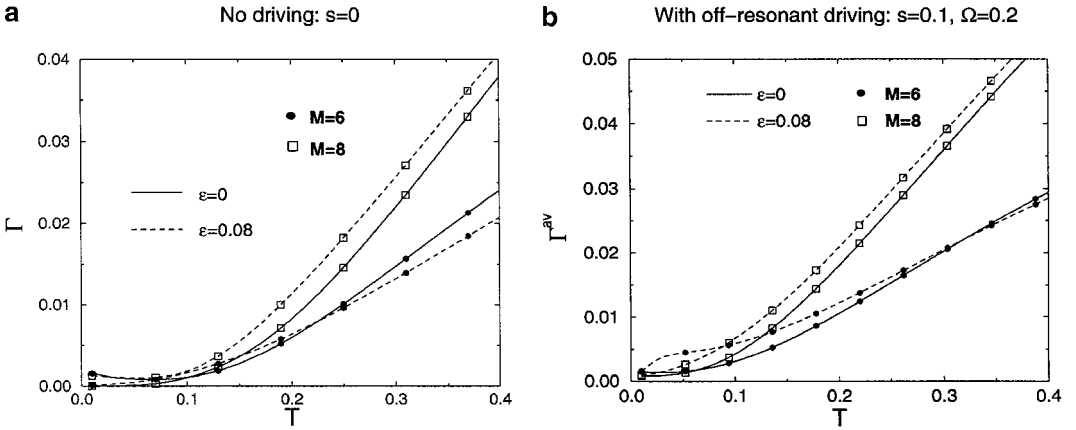 a
No driving: s=0
0.04
0.03
0.02
0.01
0.00
Γ
M=6
M=8
ε=0
ε=0.08
0.0
0.1
0.2
0.3
0.4
T
b
With off-resonant driving: s=0.1, Ω=0.2
0.05
0.04
0.03
0.02
0.01
0.00
Γav
ε=0
ε=0.08
M=6
M=8
0.0
0.1
0.2
0.3
0.4
T